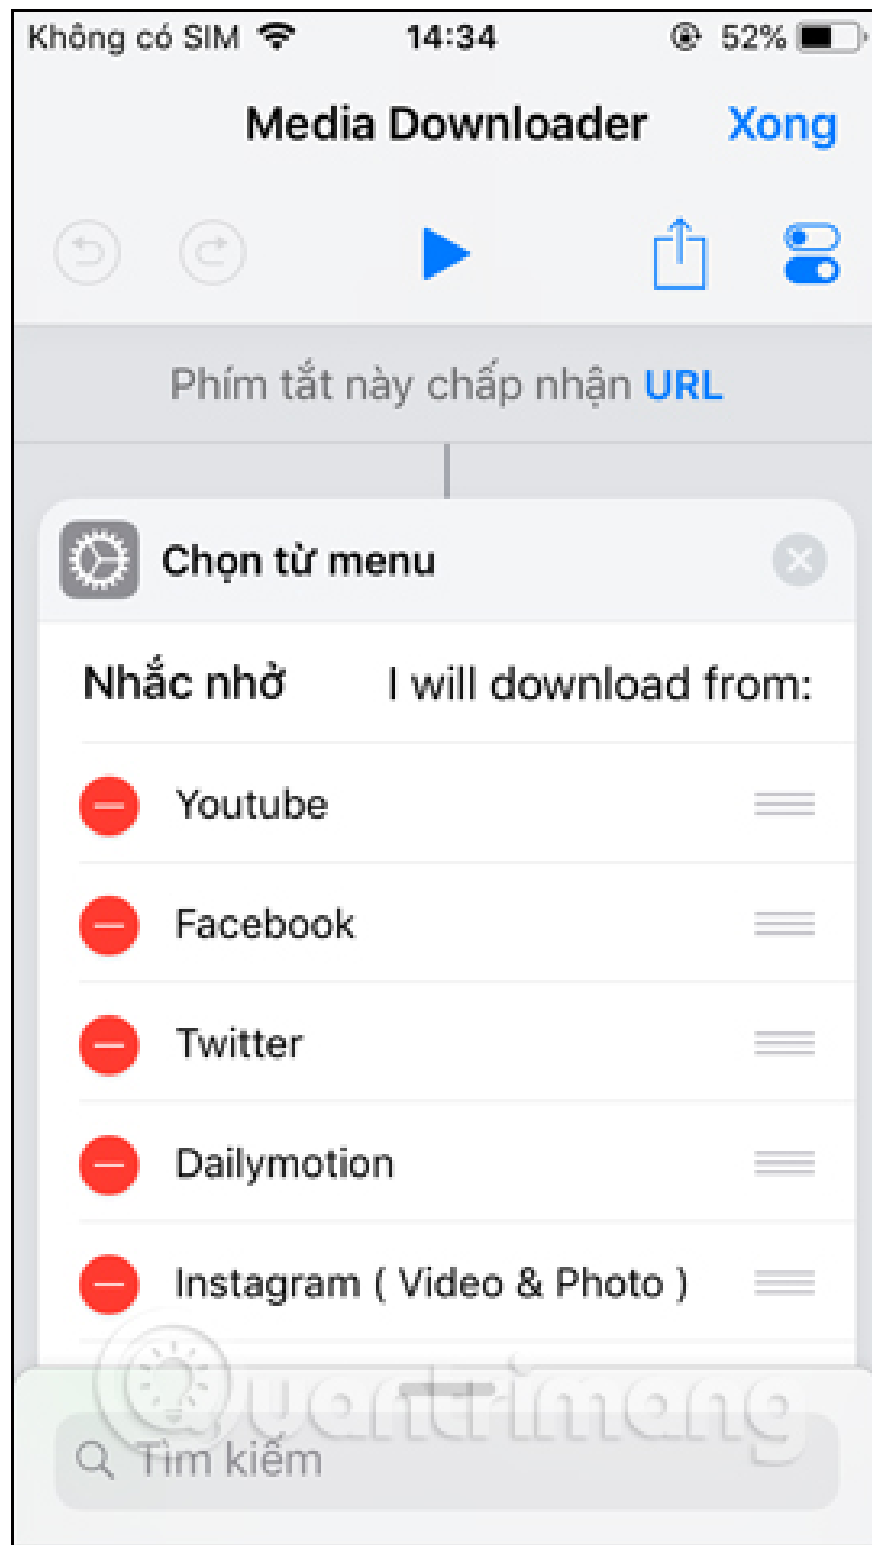 Không có SIM 14:34 52%
Media Downloader Xong
Phím tắt này chấp nhận URL
Chọn từ menu
Nhắc nhở I will download from:
Youtube
Facebook
Twitter
Dailymotion
Instagram ( Video & Photo )
Quantrimang
Tìm kiếm